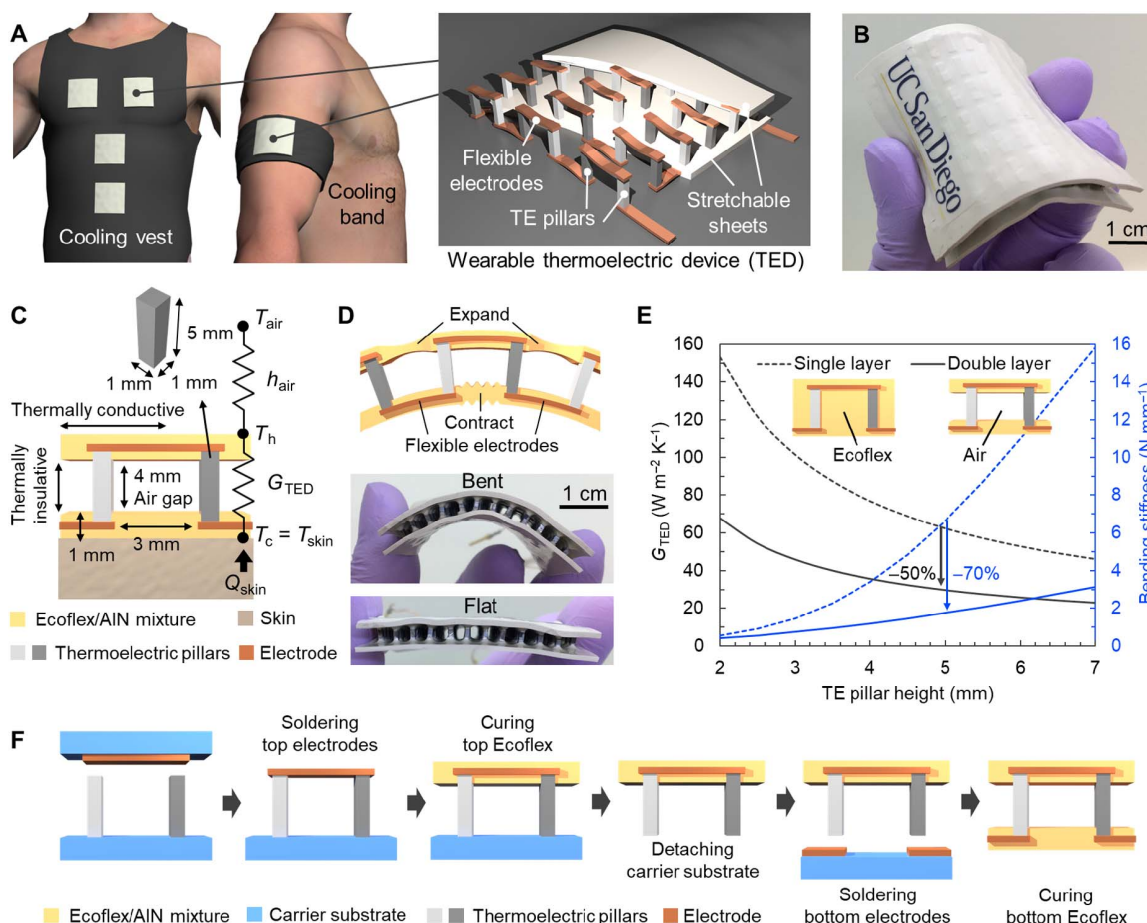 A
Cooling vest
Cooling
band
Flexible
electrodes
TE pillars
Stretchable
sheets
Wearable thermoelectric device (TED)
B
UC San Diego
1 cm
C
5 mm
1 mm
1 mm
Thermally conductive
Thermally
insulative
4 mm
Air gap
1 mm
3 mm
T_air
h_air
T_h
G_TED
T_c = T_skin
Q_skin
Ecoflex/AlN mixture
Skin
Thermoelectric pillars
Electrode
D
Expand
Contract
Flexible electrodes
Bent
1 cm
Flat
E
G_TED (W m⁻² K⁻¹)
160
140
120
100
80
60
40
20
0
Single layer
Double layer
Ecoflex
Air
–50%
–70%
16
14
12
10
8
6
4
2
0
Bending stiffness (N mm⁻¹)
2
3
4
5
6
7
TE pillar height (mm)
F
Soldering
top electrodes
Curing
top Ecoflex
Detaching
carrier substrate
Soldering
bottom electrodes
Curing
bottom Ecoflex
Ecoflex/AlN mixture
Carrier substrate
Thermoelectric pillars
Electrode